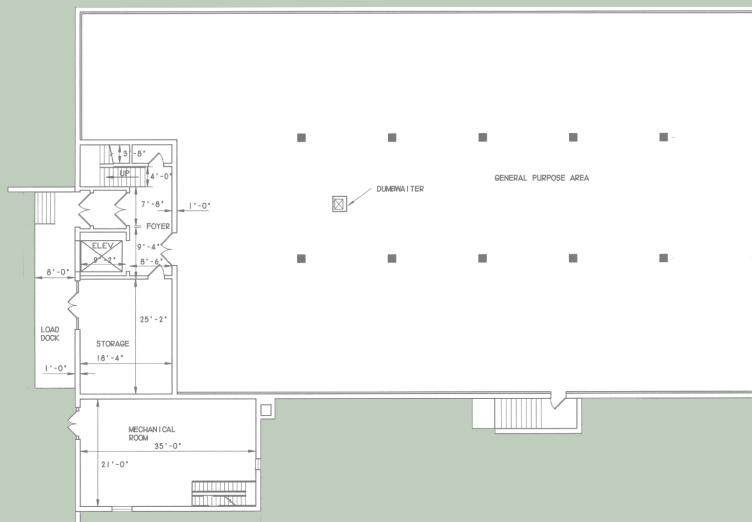 3'-8"
UP
4'-0"
GENERAL PURPOSE AREA
DUMBWAITER
7'-8"
1'-0"
FOYER
ELEV
9'-4"
9'-2"
8'-6"
8'-0"
25'-2"
LOAD
DOCK
STORAGE
18'-4"
1'-0"
MECHANICAL
ROOM
35'-0"
21'-0"